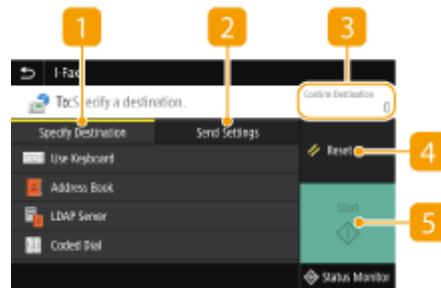 1
2
3
I-Fax
To:
Specify a destination.
Confirm Destination
0
Specify Destination
Send Settings
Use Keyboard
Reset
4
Address Book
LDAP Server
Start
5
Coded Dial
Status Monitor